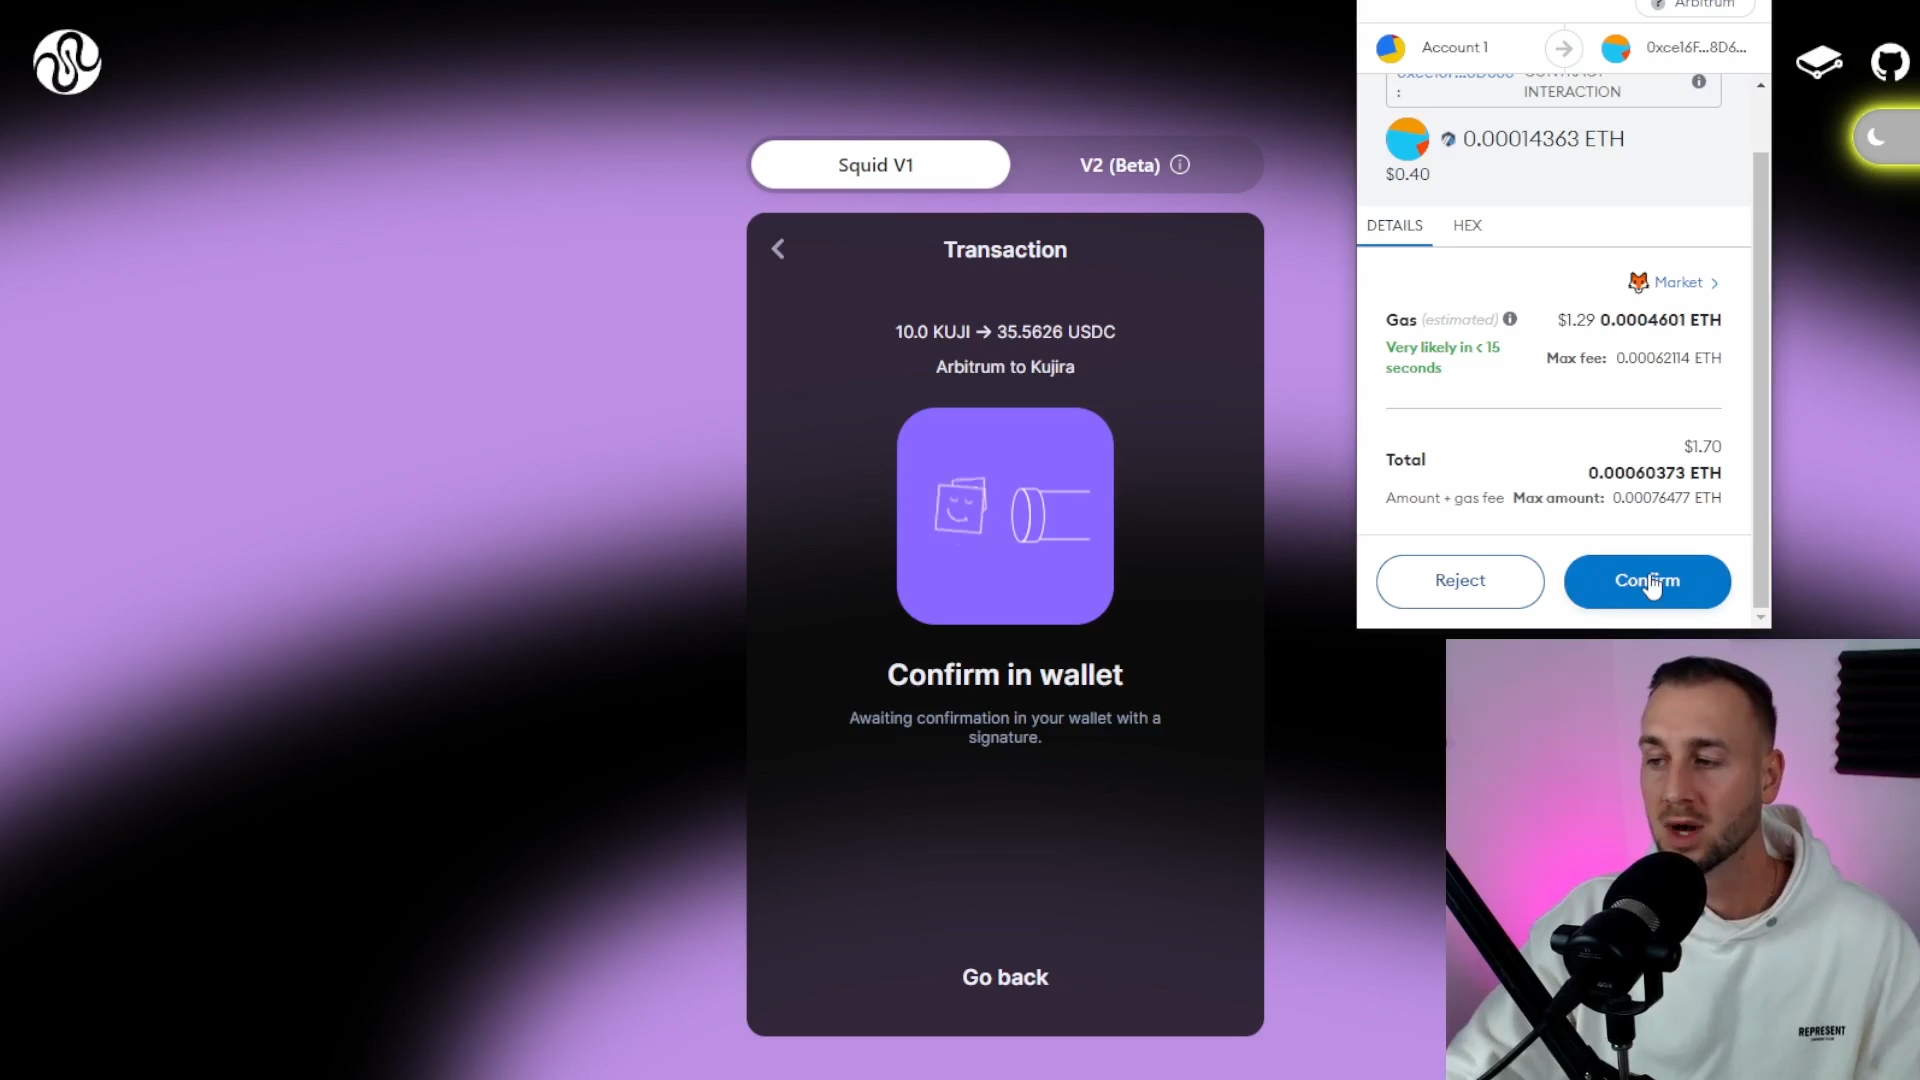 Squid V1
V2 (Beta)
Transaction
10.0 KUJI → 35.5626 USDC
Arbitrum to Kujira
Confirm in wallet
Awaiting confirmation in your wallet with a
signature.
Go back
Arbitrum
Account 1
0xce16F...8D6...
: INTERACTION
0.00014363 ETH
$0.40
DETAILS HEX
Market >
Gas (estimated) $1.29 0.0004601 ETH
Very likely in < 15
seconds
Max fee: 0.00062114 ETH
$1.70
Total
0.00060373 ETH
Amount + gas fee Max amount: 0.00076477 ETH
Reject
Confirm
REPRESENT